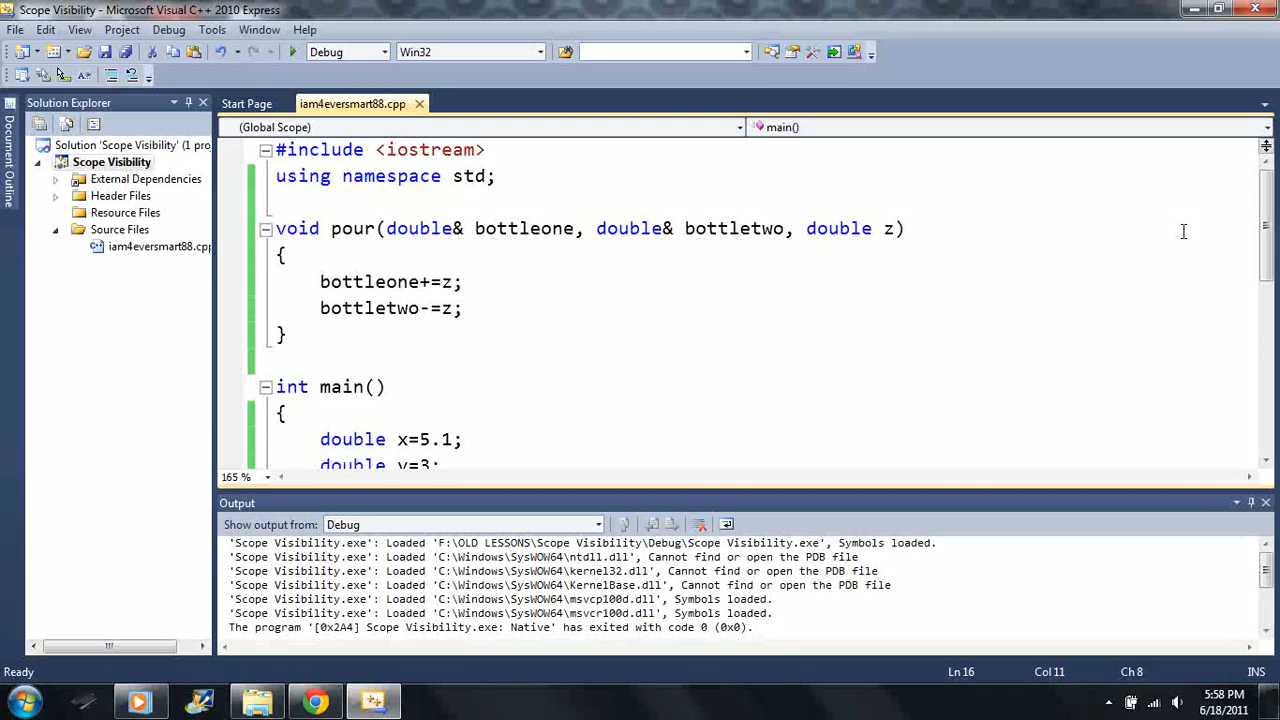 Scope Visibility - Microsoft Visual C++ 2010 Express
File Edit View Project Debug Tools Window Help
Debug Win32
Solution Explorer
Start Page iam4eversmart88.cpp
Document Outline
(Global Scope) main()
Solution 'Scope Visibility' (1 proj
Scope Visibility
External Dependencies
Header Files
Resource Files
Source Files
iam4eversmart88.cpp
#include <iostream>
using namespace std;
void pour(double& bottleone, double& bottletwo, double z)
{
bottleone+=z;
bottletwo-=z;
}
int main()
{
double x=5.1;
double y=3;
165 %
Output
Show output from: Debug
'Scope Visibility.exe': Loaded 'F:\OLD LESSONS\Scope Visibility\Debug\Scope Visibility.exe', Symbols loaded.
'Scope Visibility.exe': Loaded 'C:\Windows\SysWOW64\ntdll.dll', Cannot find or open the PDB file
'Scope Visibility.exe': Loaded 'C:\Windows\SysWOW64\kernel32.dll', Cannot find or open the PDB file
'Scope Visibility.exe': Loaded 'C:\Windows\SysWOW64\KernelBase.dll', Cannot find or open the PDB file
'Scope Visibility.exe': Loaded 'C:\Windows\SysWOW64\msvcp100d.dll', Symbols loaded.
'Scope Visibility.exe': Loaded 'C:\Windows\SysWOW64\msvcr100d.dll', Symbols loaded.
The program '[0x2A4] Scope Visibility.exe: Native' has exited with code 0 (0x0).
Ready Ln 16 Col 11 Ch 8 INS
5:58 PM
6/18/2011